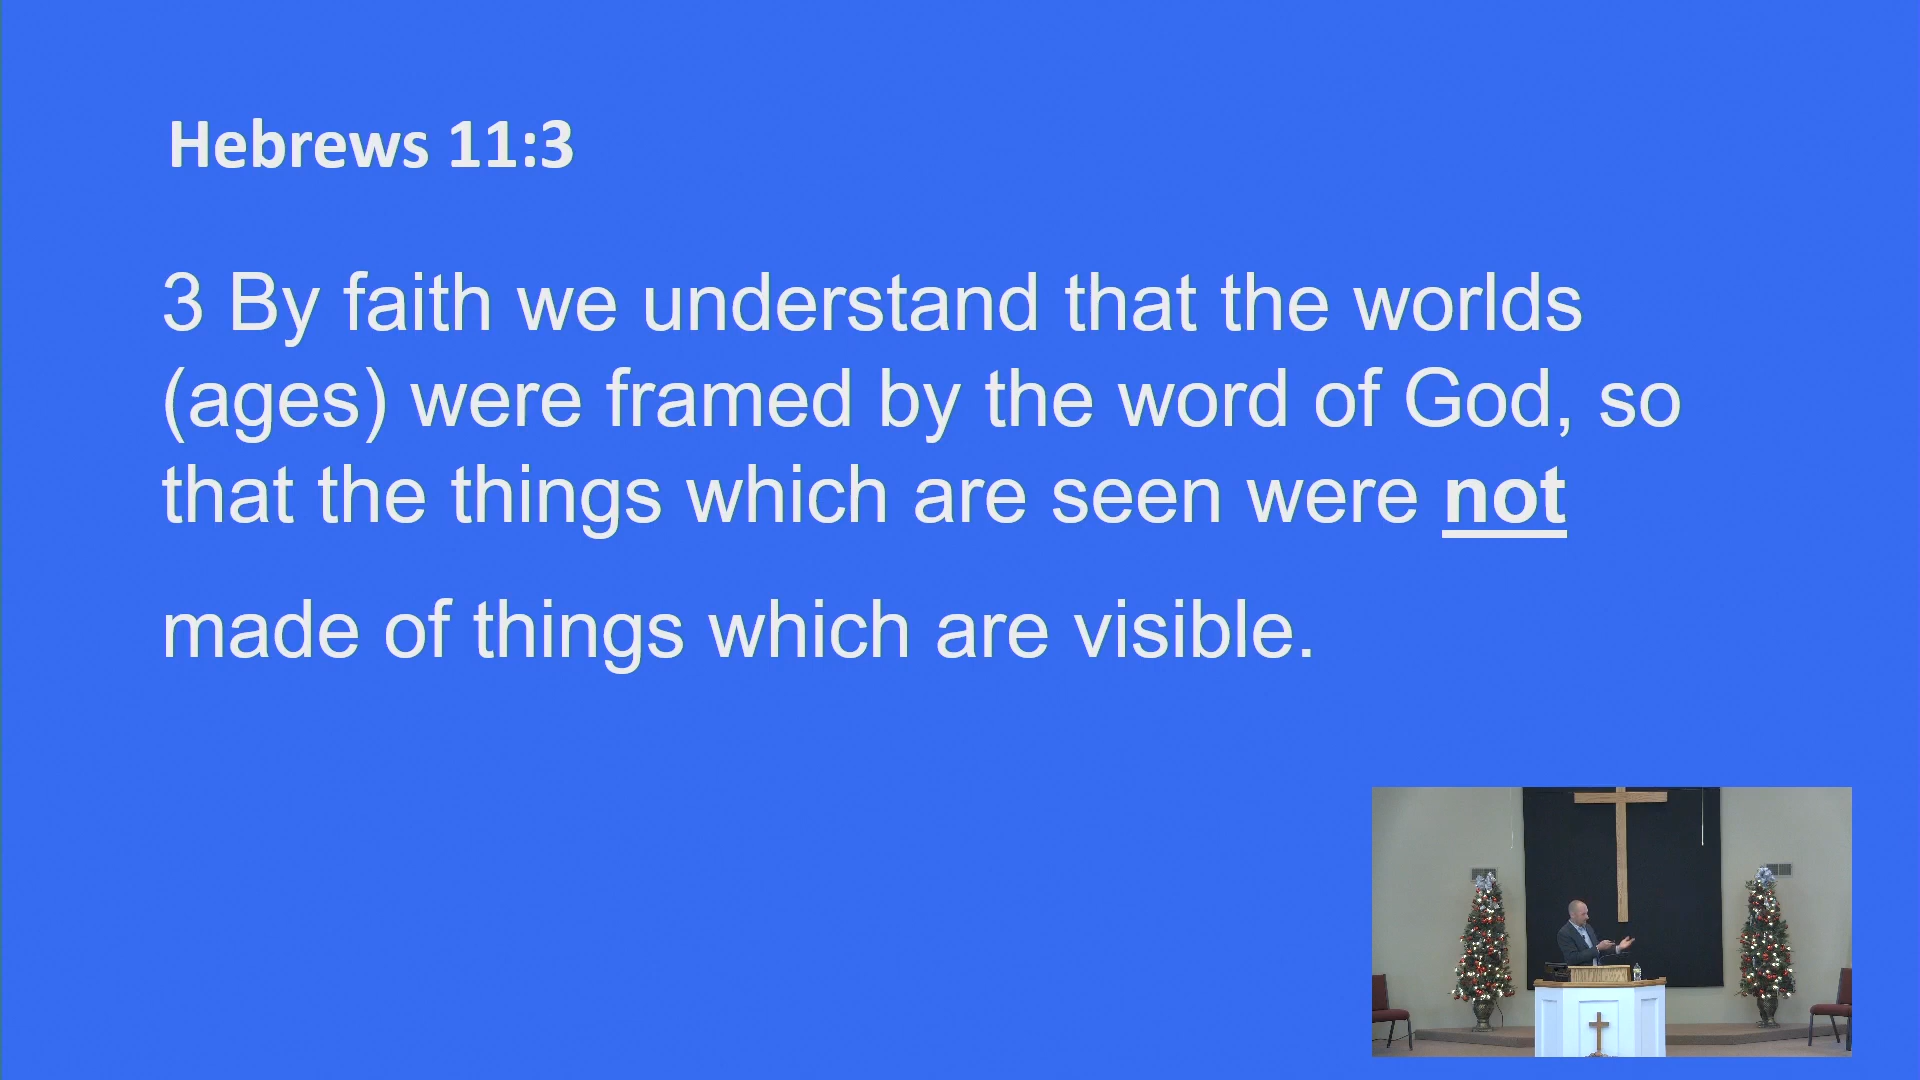 Hebrews 11:3
3 By faith we understand that the worlds
(ages) were framed by the word of God, so
that the things which are seen were not
made of things which are visible.